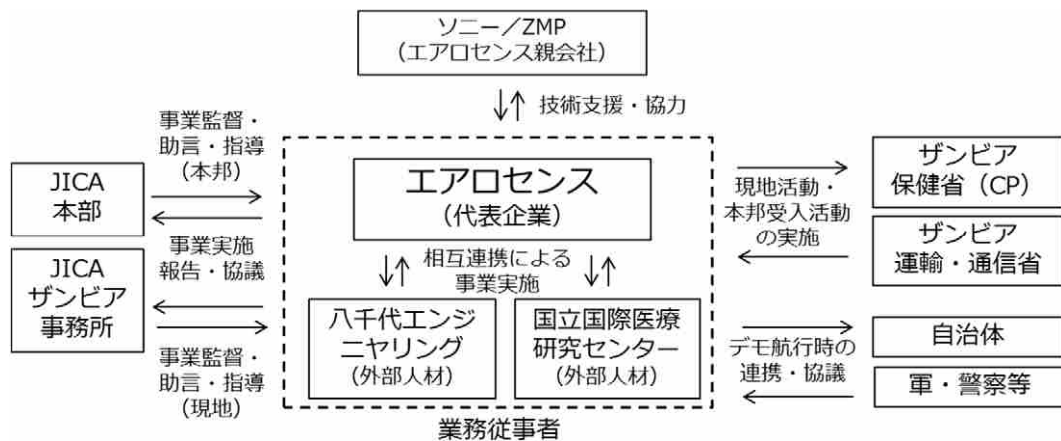 ソニー／ZMP
（エアロセンス親会社）
技術支援・協力
事業監督・
助言・指導
（本邦）
JICA
本部
事業実施
報告・協議
JICA
ザンビア
事務所
事業監督・
助言・指導
（現地）
エアロセンス
（代表企業）
相互連携による
事業実施
八千代エンジ
ニヤリング
（外部人材）
国立国際医療
研究センター
（外部人材）
業務従事者
現地活動・
本邦受入活動
の実施
ザンビア
保健省（CP）
ザンビア
運輸・通信省
デモ航行時の
連携・協議
自治体
軍・警察等